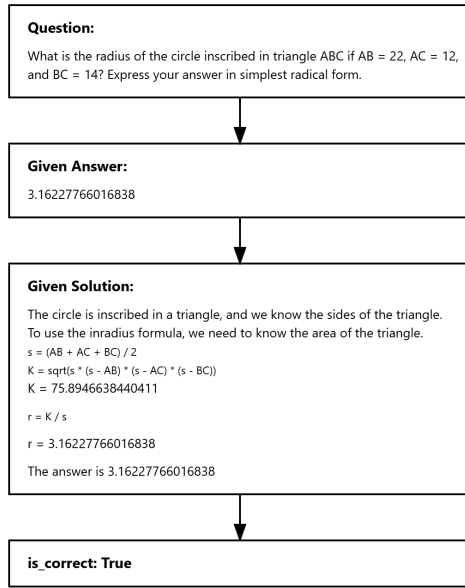 Question:
What is the radius of the circle inscribed in triangle ABC if AB = 22, AC = 12,
and BC = 14? Express your answer in simplest radical form.
Given Answer:
3.16227766016838
Given Solution:
The circle is inscribed in a triangle, and we know the sides of the triangle.
To use the inradius formula, we need to know the area of the triangle.
s = (AB + AC + BC) / 2
K = sqrt(s * (s - AB) * (s - AC) * (s - BC))
K = 75.8946638440411
r = K / s
r = 3.16227766016838
The answer is 3.16227766016838
is_correct: True